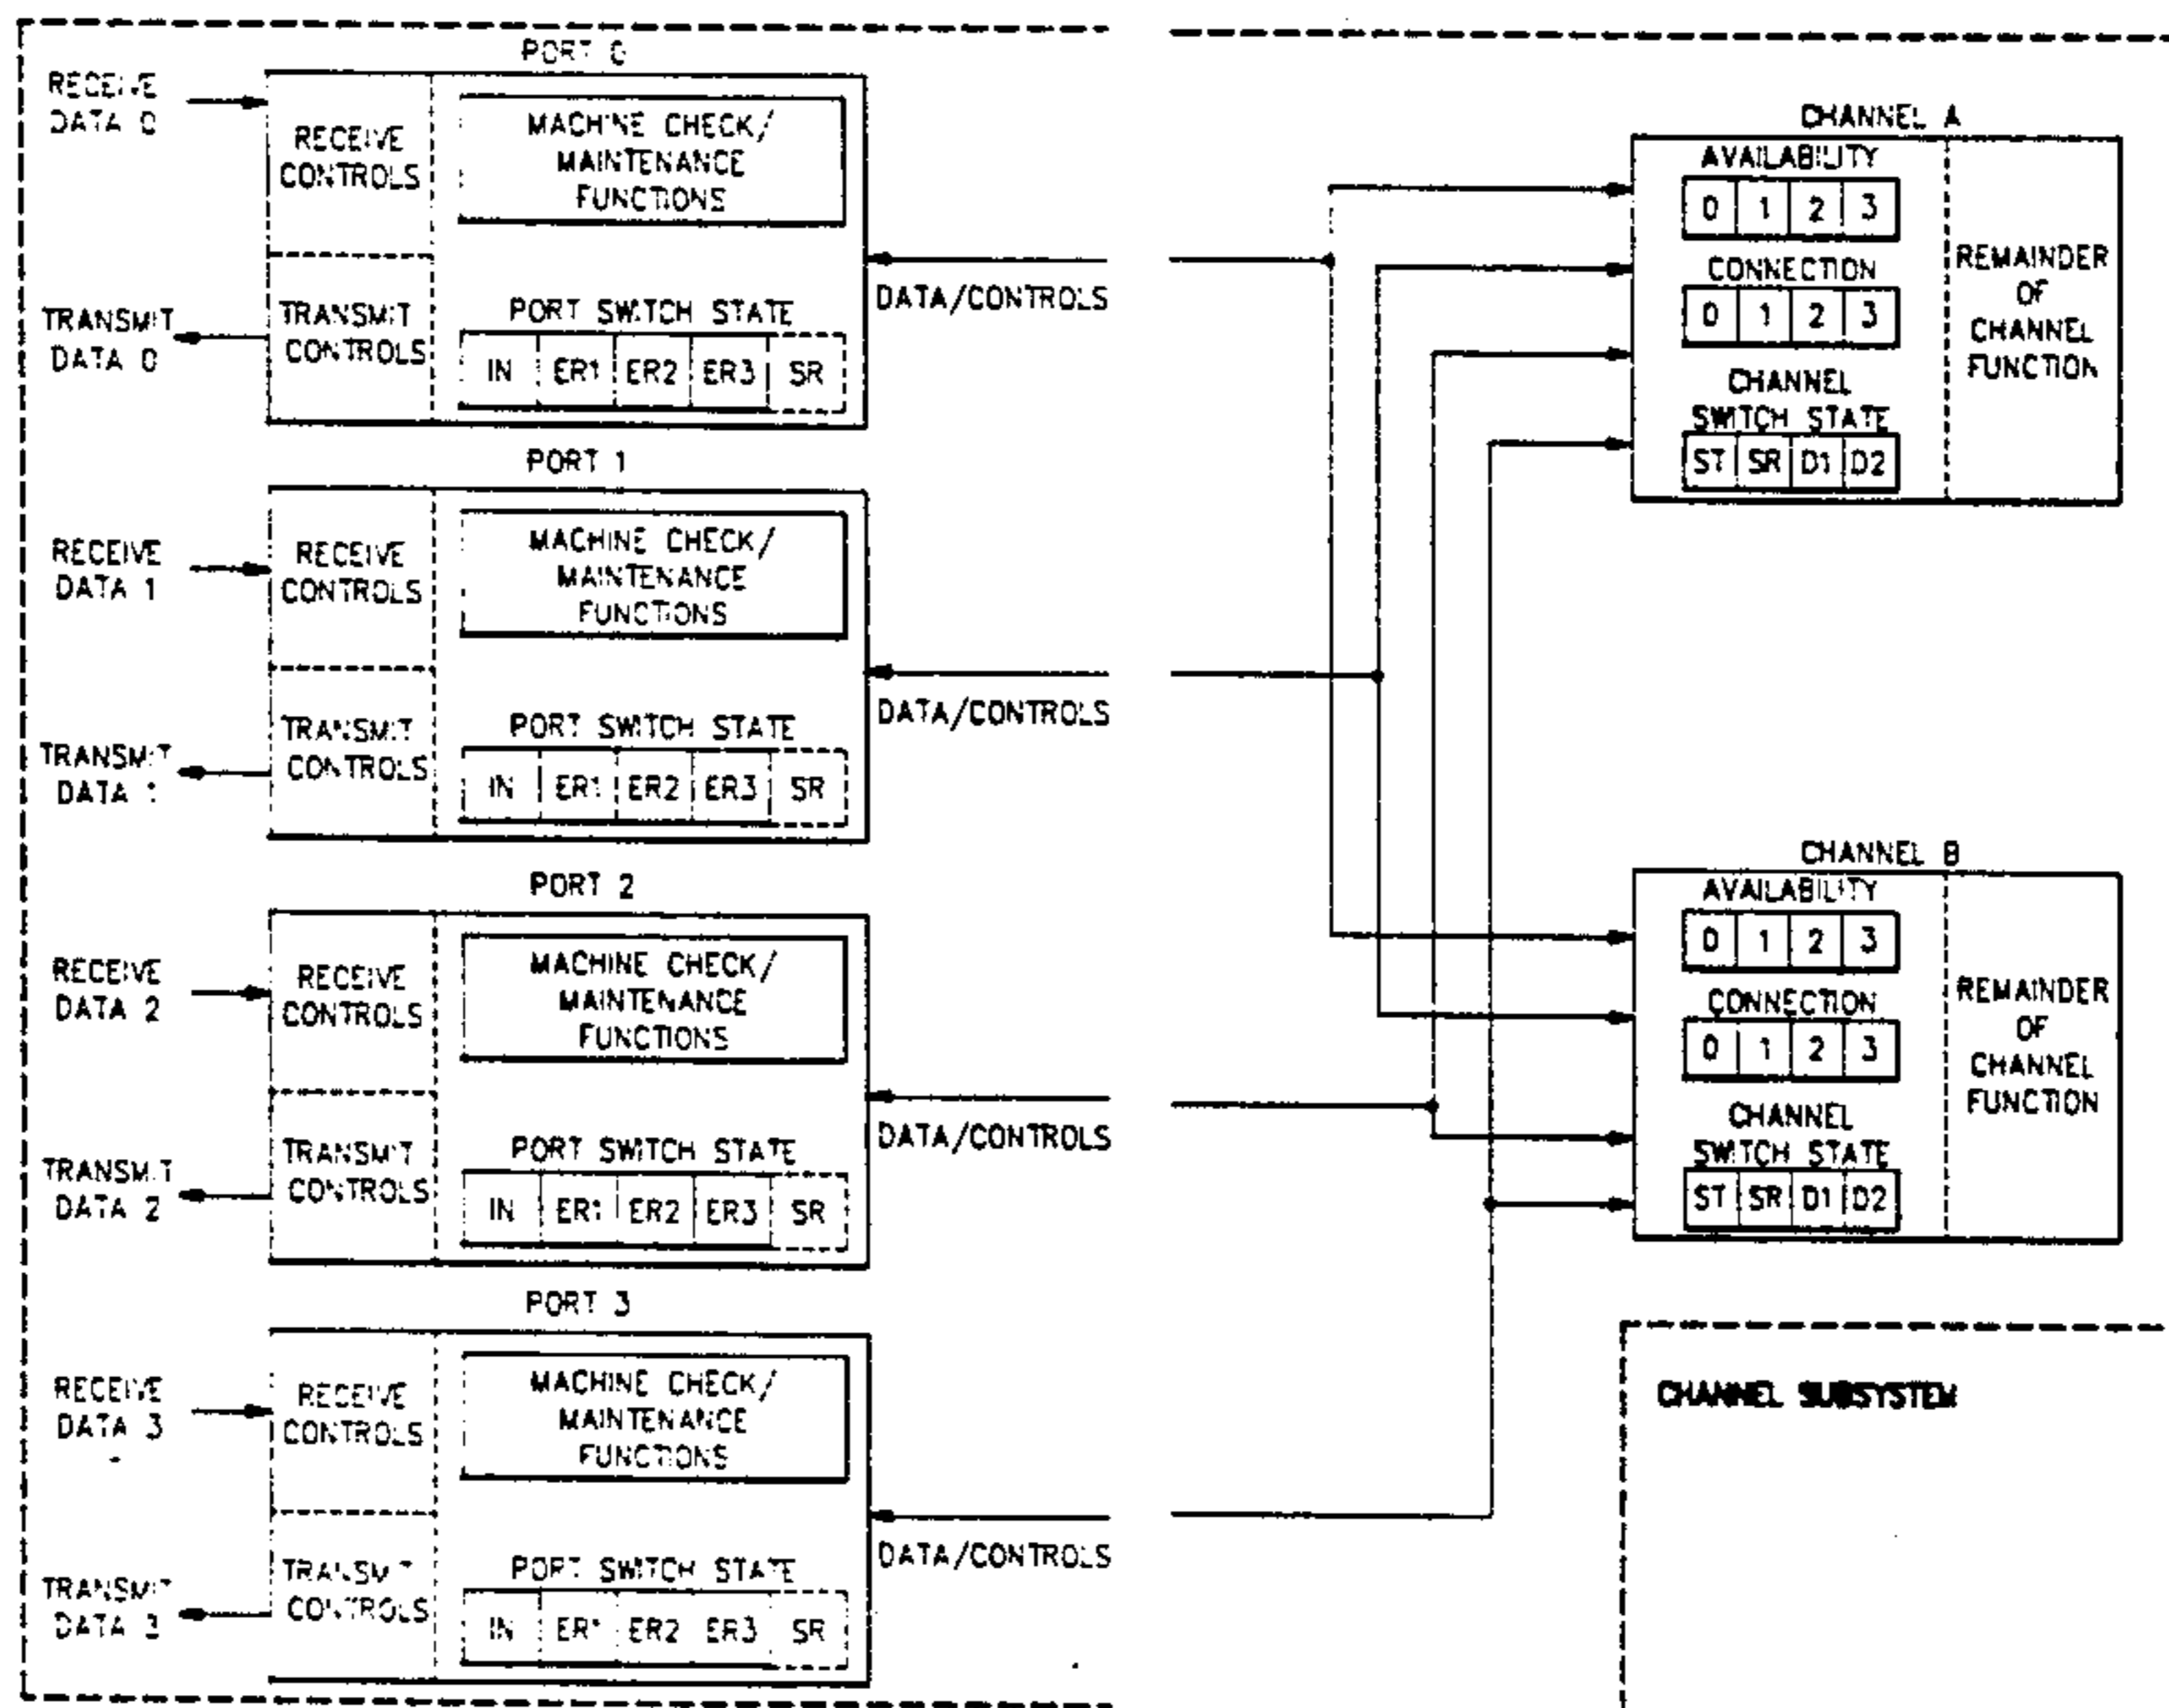 PORT 0
RECEIVE
DATA 0
RECEIVE
CONTROLS
MACHINE CHECK/
MAINTENANCE
FUNCTIONS
TRANSMIT
DATA 0
TRANSMIT
CONTROLS
PORT SWITCH STATE
IN ER1 ER2 ER3 SR
DATA/CONTROLS
PORT 1
RECEIVE
DATA 1
RECEIVE
CONTROLS
MACHINE CHECK/
MAINTENANCE
FUNCTIONS
TRANSMIT
DATA 1
TRANSMIT
CONTROLS
PORT SWITCH STATE
IN ER1 ER2 ER3 SR
DATA/CONTROLS
PORT 2
RECEIVE
DATA 2
RECEIVE
CONTROLS
MACHINE CHECK/
MAINTENANCE
FUNCTIONS
TRANSMIT
DATA 2
TRANSMIT
CONTROLS
PORT SWITCH STATE
IN ER1 ER2 ER3 SR
DATA/CONTROLS
PORT 3
RECEIVE
DATA 3
RECEIVE
CONTROLS
MACHINE CHECK/
MAINTENANCE
FUNCTIONS
TRANSMIT
DATA 3
TRANSMIT
CONTROLS
PORT SWITCH STATE
IN ER1 ER2 ER3 SR
DATA/CONTROLS
CHANNEL A
AVAILABILITY
0 1 2 3
CONNECTION
0 1 2 3
CHANNEL
SWITCH STATE
ST SR D1 D2
REMAINDER
OF
CHANNEL
FUNCTION
CHANNEL B
AVAILABILITY
0 1 2 3
CONNECTION
0 1 2 3
CHANNEL
SWITCH STATE
ST SR D1 D2
REMAINDER
OF
CHANNEL
FUNCTION
CHANNEL SUBSYSTEM